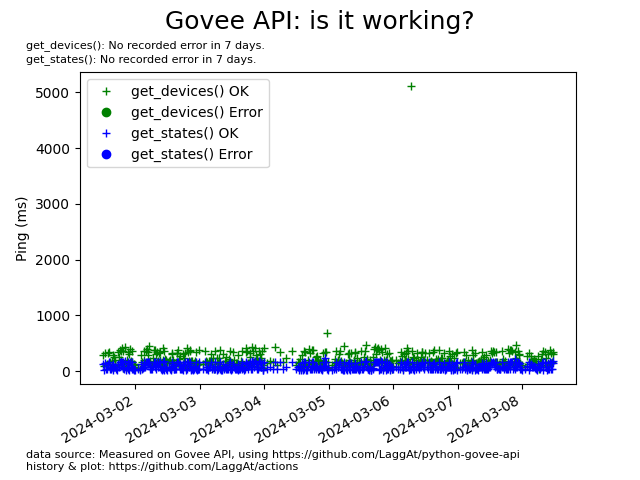 Govee API: is it working?
get_devices(): No recorded error in 7 days.
get_states(): No recorded error in 7 days.
get_devices() OK
get_devices() Error
get_states() OK
get_states() Error
Ping (ms)
5000
4000
3000
2000
1000
0
2024-03-02
2024-03-03
2024-03-04
2024-03-05
2024-03-06
2024-03-07
2024-03-08
data source: Measured on Govee API, using https://github.com/LaggAt/python-govee-api
history & plot: https://github.com/LaggAt/actions